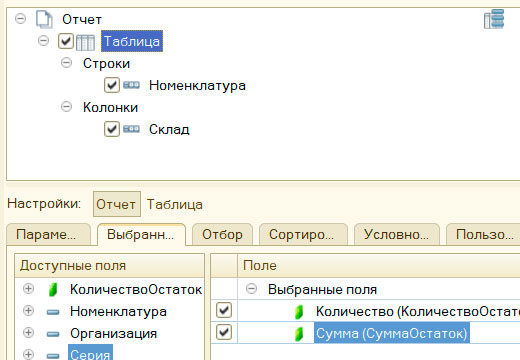 Отчет
Таблица
Строки
Номенклатура
Колонки
Склад
Настройки: Отчет Таблица
Параме... Выбранн... Отбор Сортиро... Условно... Пользо...
Доступные поля Поле
КоличествоОстаток Выбранные поля
Номенклатура Количество (КоличествоОстат
Организация Сумма (СуммаОстаток)
Серия